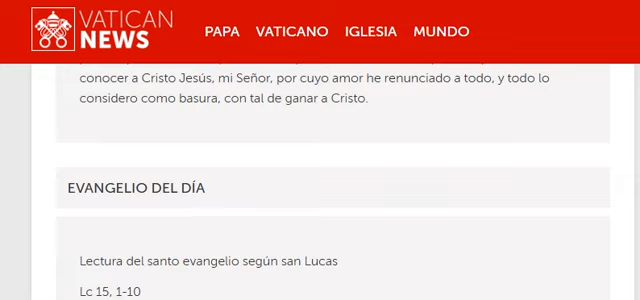 VATICAN
NEWS
PAPA VATICANO IGLESIA MUNDO
conocer a Cristo Jesús, mi Señor, por cuyo amor he renunciado a todo, y todo lo
considero como basura, con tal de ganar a Cristo.
EVANGELIO DEL DÍA
Lectura del santo evangelio según san Lucas
Lc 15, 1-10